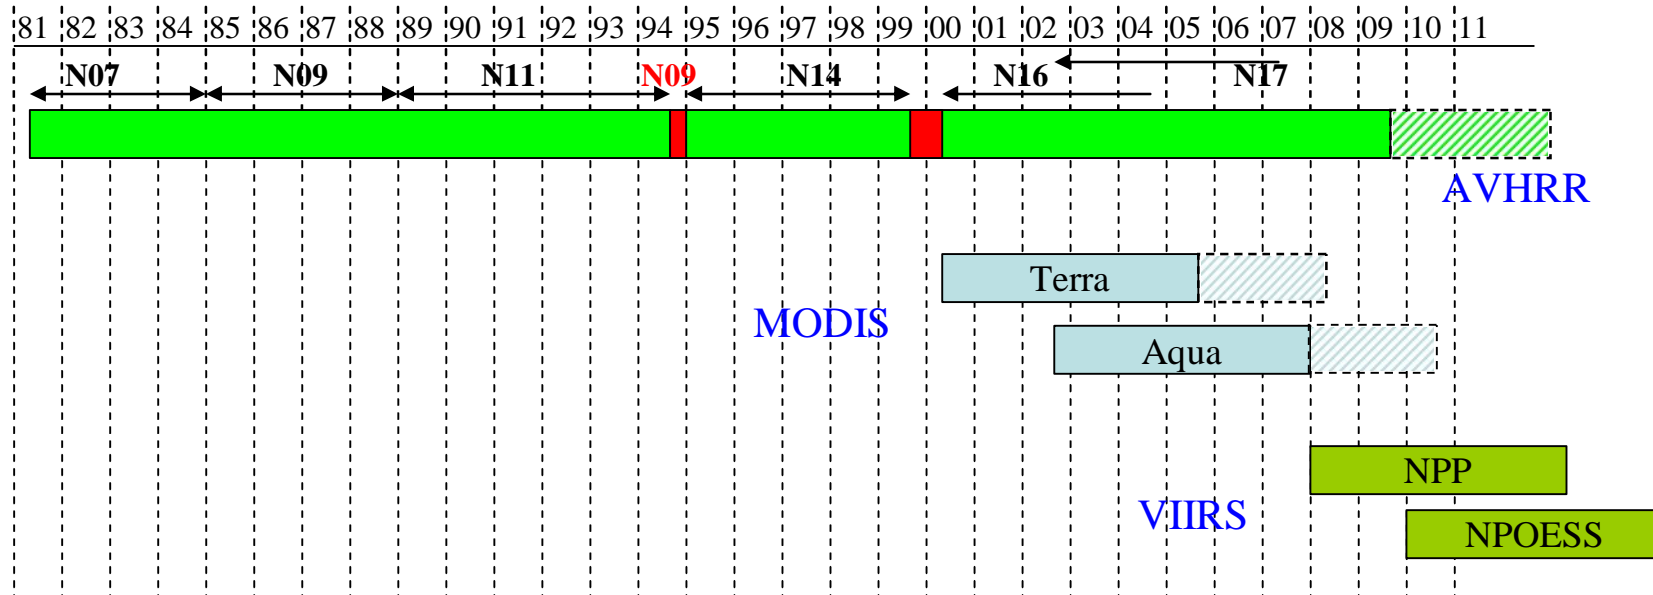 81 82 83 84 85 86 87 88 89 90 91 92 93 94 95 96 97 98 99 00 01 02 03 04 05 06 07 08 09 10 11
N07 N09 N11 N09 N14 N16 N17
AVHRR
Terra
MODIS
Aqua
NPP
VIIRS
NPOESS